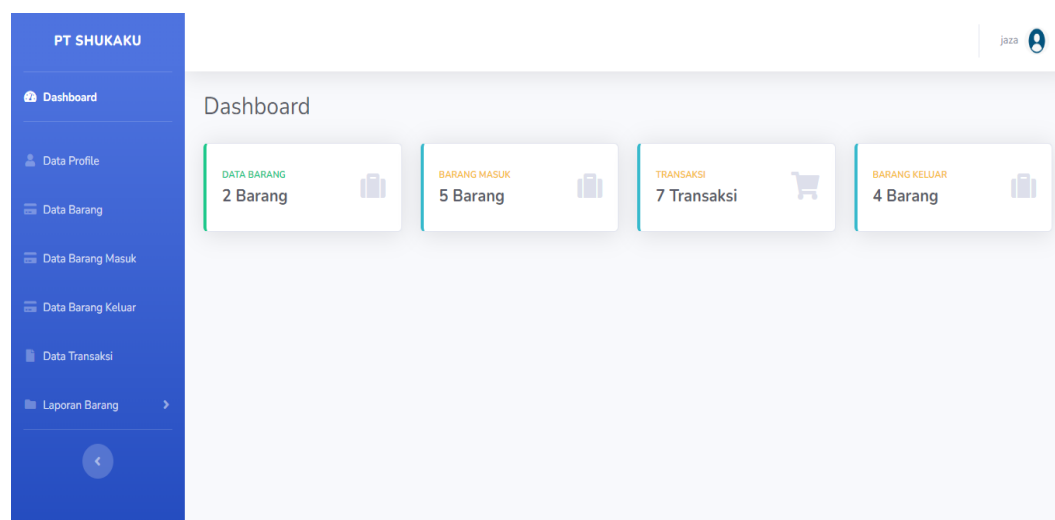 PT SHUKAKU
jaza
Dashboard
Data Profile
Data Barang
Data Barang Masuk
Data Barang Keluar
Data Transaksi
Laporan Barang
Dashboard
DATA BARANG
2 Barang
BARANG MASUK
5 Barang
TRANSAKSI
7 Transaksi
BARANG KELUAR
4 Barang